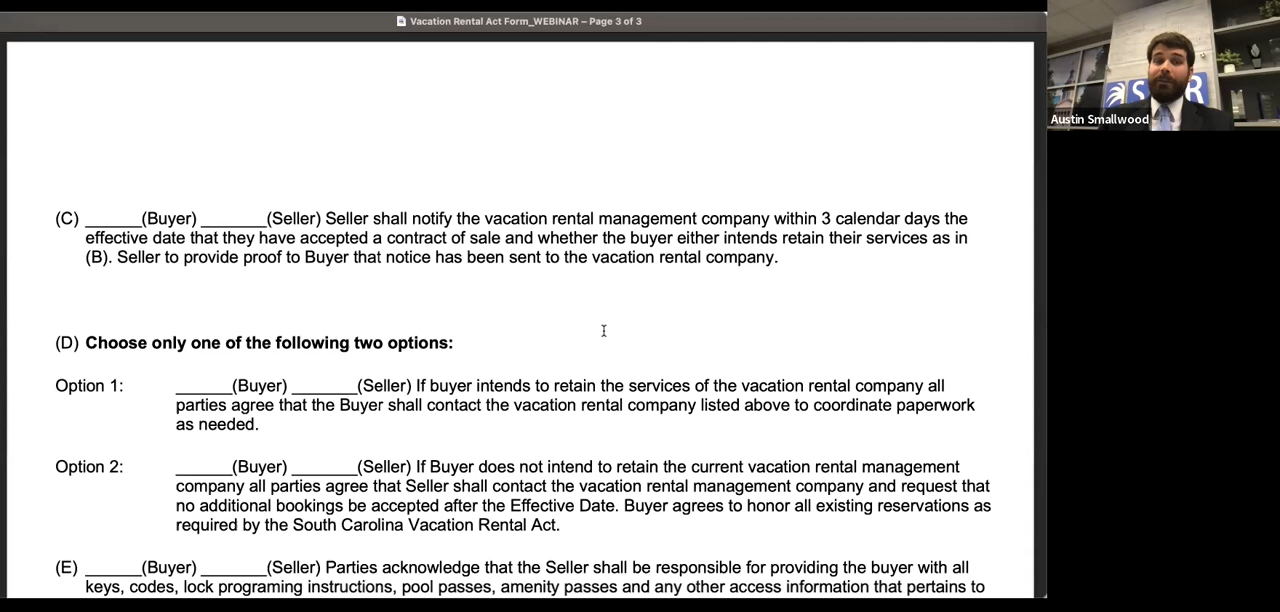 Vacation Rental Act Form_WEBINAR – Page 3 of 3
Austin Smallwood
(C) ______(Buyer) _______(Seller) Seller shall notify the vacation rental management company within 3 calendar days the
effective date that they have accepted a contract of sale and whether the buyer either intends retain their services as in
(B). Seller to provide proof to Buyer that notice has been sent to the vacation rental company.
(D) Choose only one of the following two options:
Option 1: ______(Buyer) _______(Seller) If buyer intends to retain the services of the vacation rental company all
parties agree that the Buyer shall contact the vacation rental company listed above to coordinate paperwork
as needed.
Option 2: ______(Buyer) _______(Seller) If Buyer does not intend to retain the current vacation rental management
company all parties agree that Seller shall contact the vacation rental management company and request that
no additional bookings be accepted after the Effective Date. Buyer agrees to honor all existing reservations as
required by the South Carolina Vacation Rental Act.
(E) ______(Buyer) _______(Seller) Parties acknowledge that the Seller shall be responsible for providing the buyer with all
keys, codes, lock programing instructions, pool passes, amenity passes and any other access information that pertains to